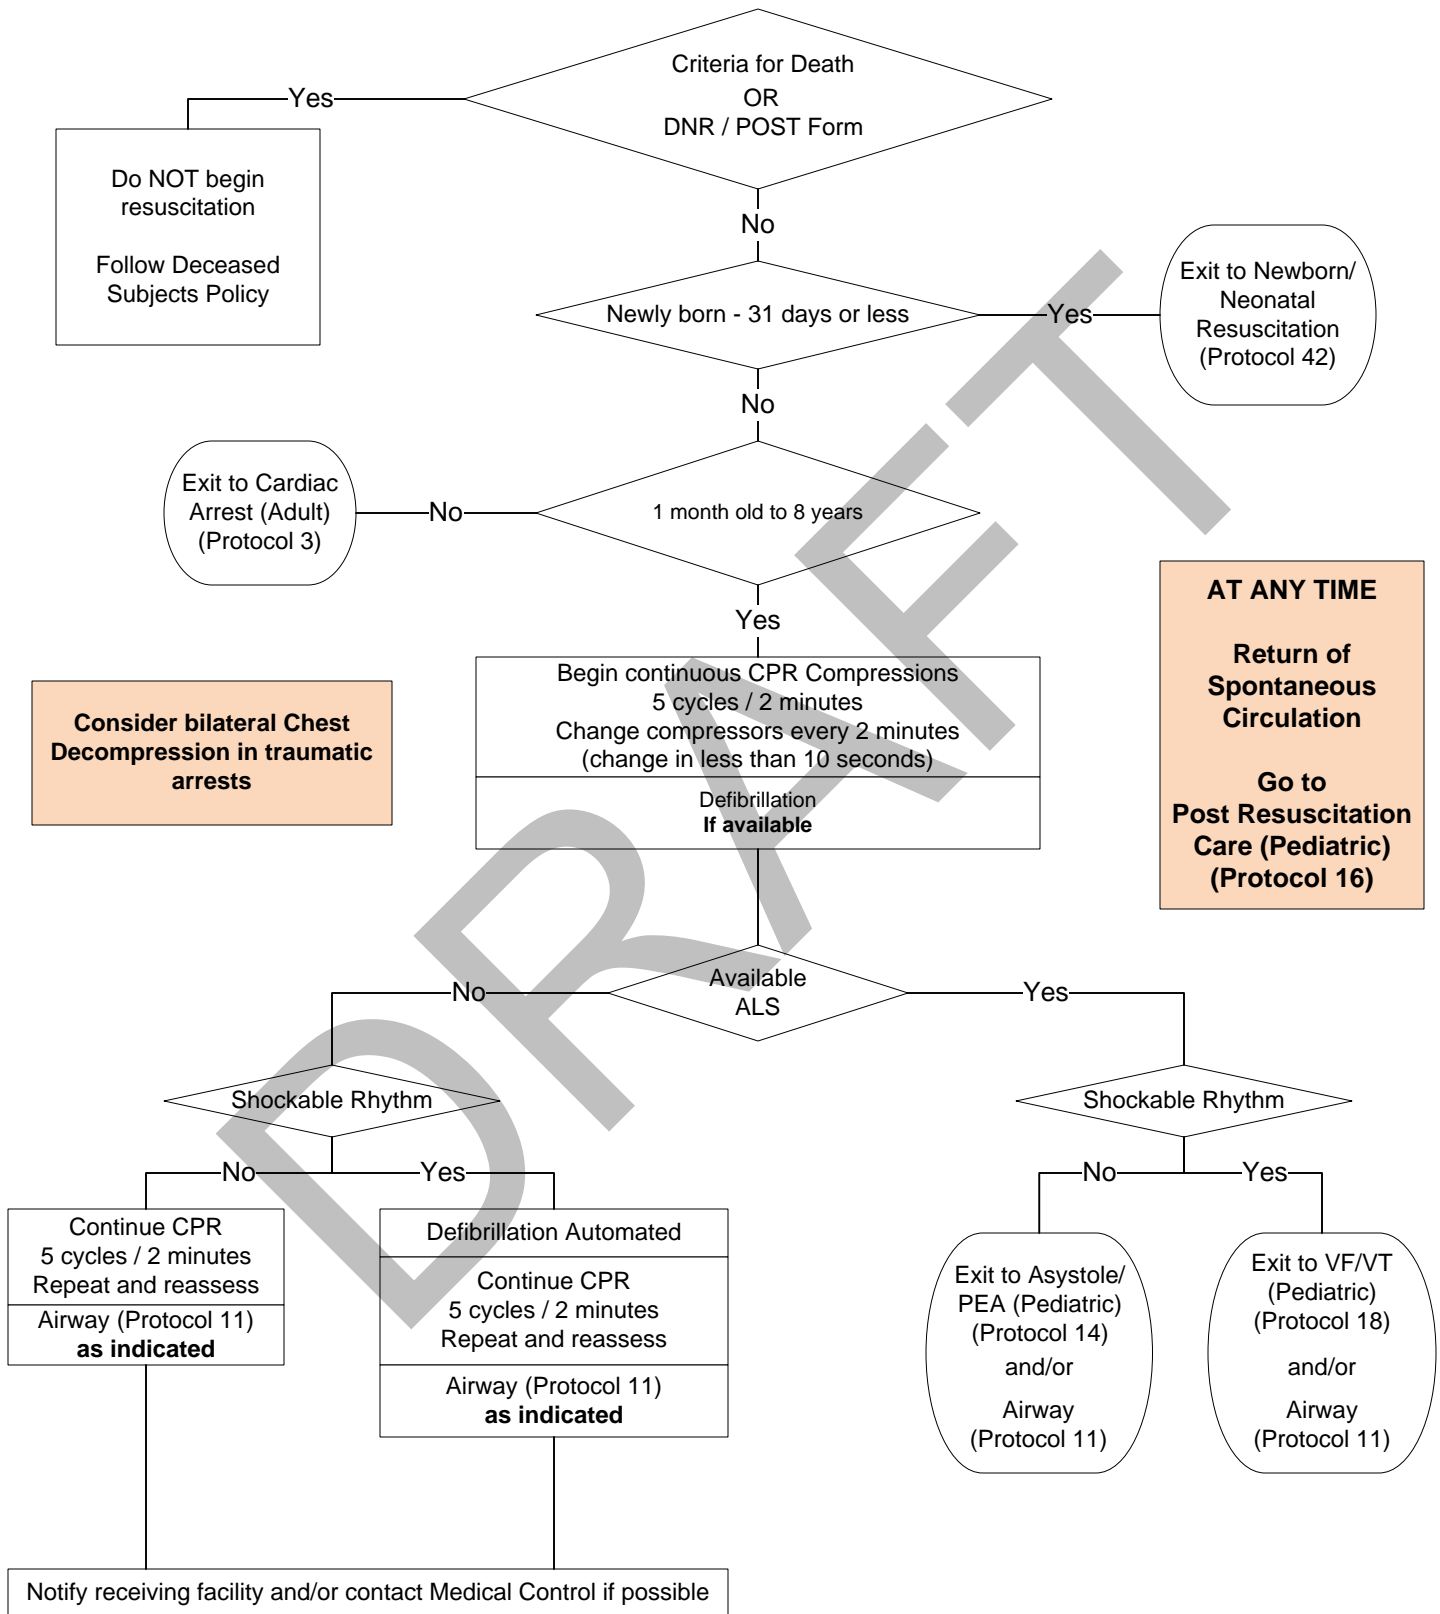 Criteria for Death
OR
DNR / POST Form
Yes
Do NOT begin
resuscitation
Follow Deceased
Subjects Policy
No
Newly born - 31 days or less
Yes
Exit to Newborn/
Neonatal
Resuscitation
(Protocol 42)
No
1 month old to 8 years
No
Exit to Cardiac
Arrest (Adult)
(Protocol 3)
Yes
AT ANY TIME
Return of
Spontaneous
Circulation
Go to
Post Resuscitation
Care (Pediatric)
(Protocol 16)
Consider bilateral Chest
Decompression in traumatic
arrests
Begin continuous CPR Compressions
5 cycles / 2 minutes
Change compressors every 2 minutes
(change in less than 10 seconds)
Defibrillation
If available
Available
ALS
No
Yes
Shockable Rhythm
No
Yes
Continue CPR
5 cycles / 2 minutes
Repeat and reassess
Airway (Protocol 11)
as indicated
Defibrillation Automated
Continue CPR
5 cycles / 2 minutes
Repeat and reassess
Airway (Protocol 11)
as indicated
Shockable Rhythm
No
Yes
Exit to Asystole/
PEA (Pediatric)
(Protocol 14)
and/or
Airway
(Protocol 11)
Exit to VF/VT
(Pediatric)
(Protocol 18)
and/or
Airway
(Protocol 11)
Notify receiving facility and/or contact Medical Control if possible
DRAFT